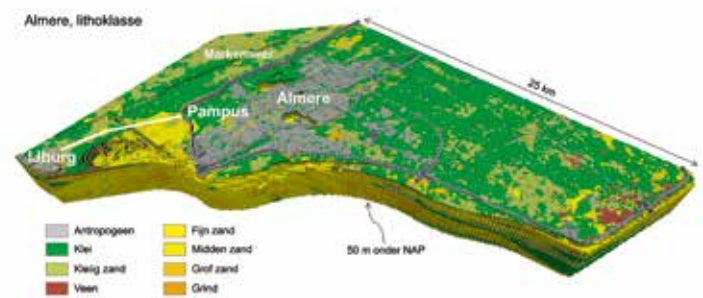 Almere, lithoklasse
Markermeer
25 km
Almere
Pampus
IJburg
Antropogeen
Klei
Kleiig zand
Veen
Fijn zand
Midden zand
Grof zand
Grind
50 m onder NAP